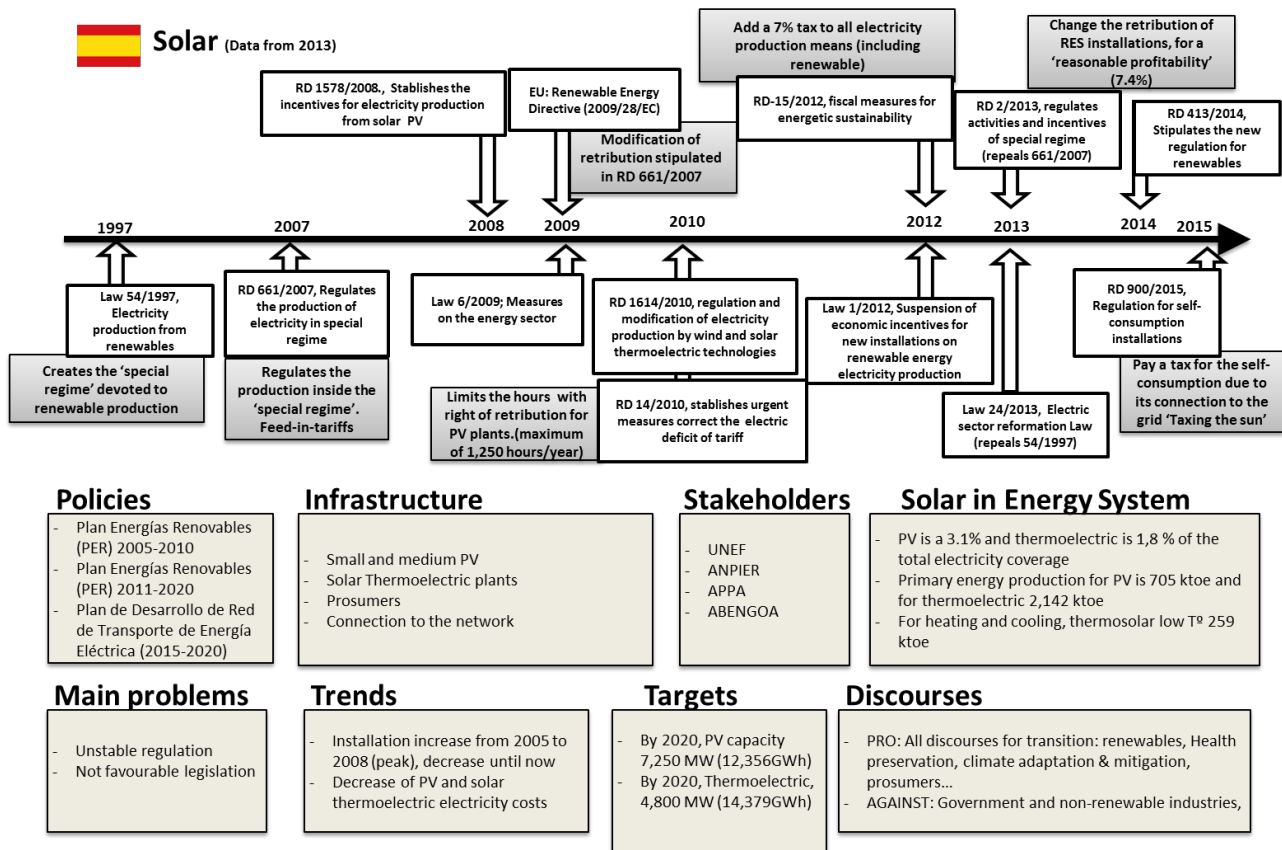 Solar (Data from 2013)
Add a 7% tax to all electricity
production means (including
renewable)
Change the retribution of
RES installations, for a
‘reasonable profitability’
(7.4%)
RD 1578/2008., Stablishes the
incentives for electricity production
from solar PV
EU: Renewable Energy
Directive (2009/28/EC)
Modification of
retribution stipulated
in RD 661/2007
RD-15/2012, fiscal measures for
energetic sustainability
RD 2/2013, regulates
activities and incentives
of special regime
(repeals 661/2007)
RD 413/2014,
Stipulates the new
regulation for
renewables
1997
2007
2008
2009
2010
2012
2013
2014
2015
Law 54/1997,
Electricity
production from
renewables
Creates the ‘special
regime’ devoted to
renewable production
RD 661/2007, Regulates
the production of
electricity in special
regime
Regulates the
production inside the
‘special regime’.
Feed-in-tariffs
Law 6/2009; Measures
on the energy sector
RD 1614/2010, regulation and
modification of electricity
production by wind and solar
thermoelectric technologies
Limits the hours with
right of retribution for
PV plants.(maximum
of 1,250 hours/year)
RD 14/2010, stablishes urgent
measures correct the electric
deficit of tariff
Law 1/2012, Suspension of
economic incentives for
new installations on
renewable energy
electricity production
Law 24/2013, Electric
sector reformation Law
(repeals 54/1997)
RD 900/2015,
Regulation for self-
consumption
installations
Pay a tax for the self-
consumption due to
its connection to the
grid ‘Taxing the sun’
Policies
- Plan Energías Renovables
(PER) 2005-2010
- Plan Energías Renovables
(PER) 2011-2020
- Plan de Desarrollo de Red
de Transporte de Energía
Eléctrica (2015-2020)
Infrastructure
- Small and medium PV
- Solar Thermoelectric plants
- Prosumers
- Connection to the network
Stakeholders
- UNEF
- ANPIER
- APPA
- ABENGOA
Solar in Energy System
- PV is a 3.1% and thermoelectric is 1,8 % of the
total electricity coverage
- Primary energy production for PV is 705 ktoe and
for thermoelectric 2,142 ktoe
- For heating and cooling, thermosolar low Tº 259
ktoe
Main problems
- Unstable regulation
- Not favourable legislation
Trends
- Installation increase from 2005 to
2008 (peak), decrease until now
- Decrease of PV and solar
thermoelectric electricity costs
Targets
- By 2020, PV capacity
7,250 MW (12,356GWh)
- By 2020, Thermoelectric,
4,800 MW (14,379GWh)
Discourses
- PRO: All discourses for transition: renewables, Health
preservation, climate adaptation & mitigation,
prosumers…
- AGAINST: Government and non-renewable industries,